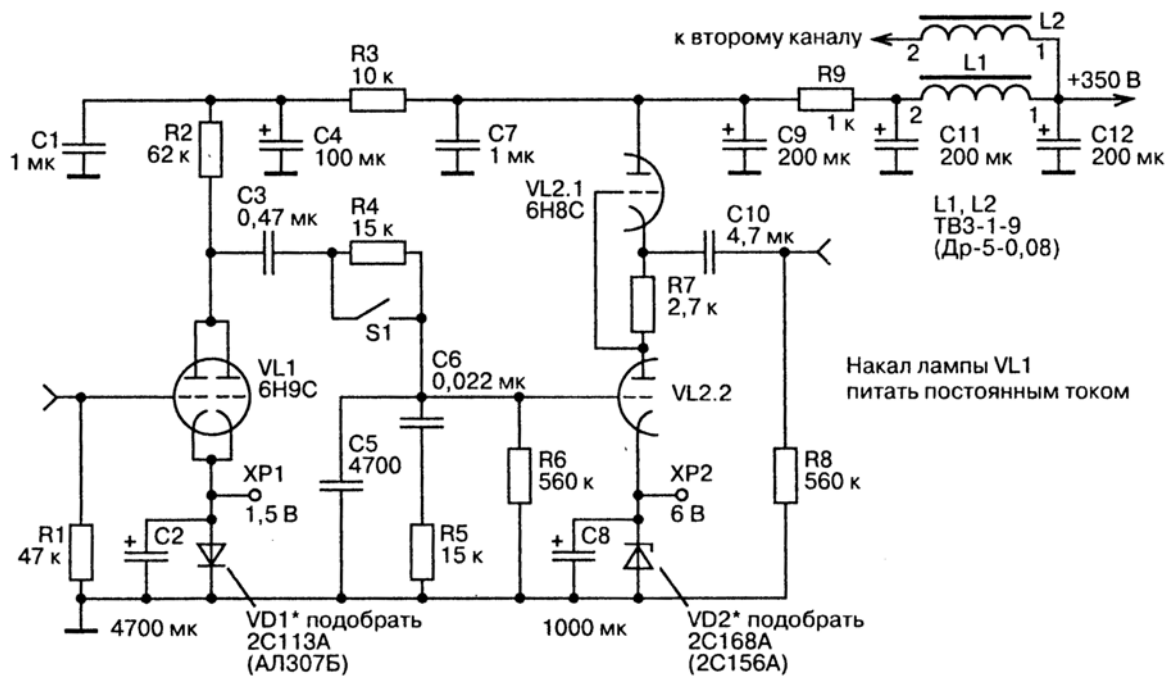 к второму каналу
2
1
L2
L1
2
1
+350 В
R3
10 к
R9
1 к
C1
1 мк
R2
62 к
+
C4
100 мк
C7
1 мк
+
C9
200 мк
+
C11
200 мк
+
C12
200 мк
VL2.1
6Н8С
C3
0,47 мк
R4
15 к
S1
C10
4,7 мк
R7
2,7 к
L1, L2
ТВЗ-1-9
(Др-5-0,08)
VL1
6Н9С
C6
0,022 мк
VL2.2
Накал лампы VL1
питать постоянным током
C5
4700
R6
560 к
R8
560 к
XP1
1,5 В
XP2
6 В
R1
47 к
+
C2
R5
15 к
+
C8
4700 мк
VD1* подобрать
2С113А
(АЛ307Б)
1000 мк
VD2* подобрать
2С168А
(2С156А)